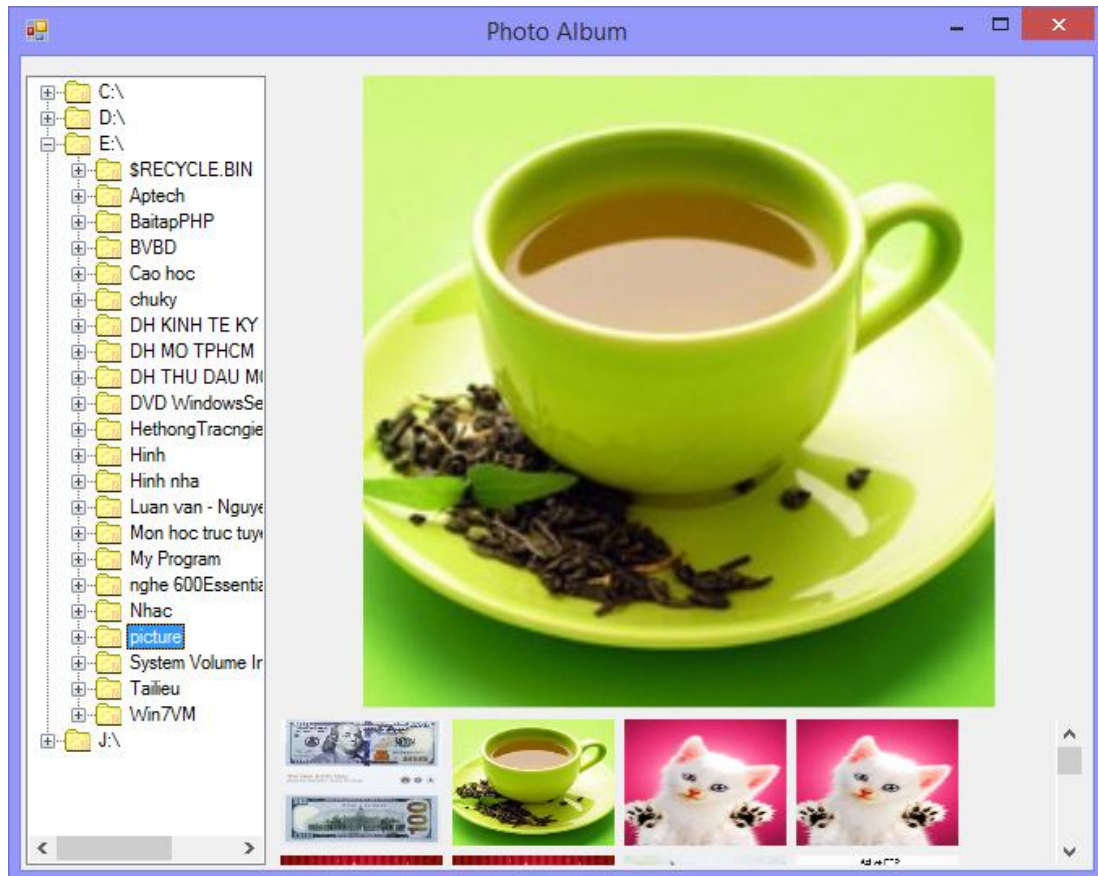 Photo Album
C:\
D:\
E:\
$RECYCLE.BIN
Aptech
BaitapPHP
BVBD
Cao hoc
chuky
DH KINH TE KY
DH MO TPHCM
DH THU DAU M
DVD WindowsSe
HethongTracngie
Hinh
Hinh nha
Luan van - Nguye
Mon hoc truc tuy
My Program
nghe 600Essentia
Nhac
picture
System Volume Ir
Tailieu
Win7VM
J:\
100